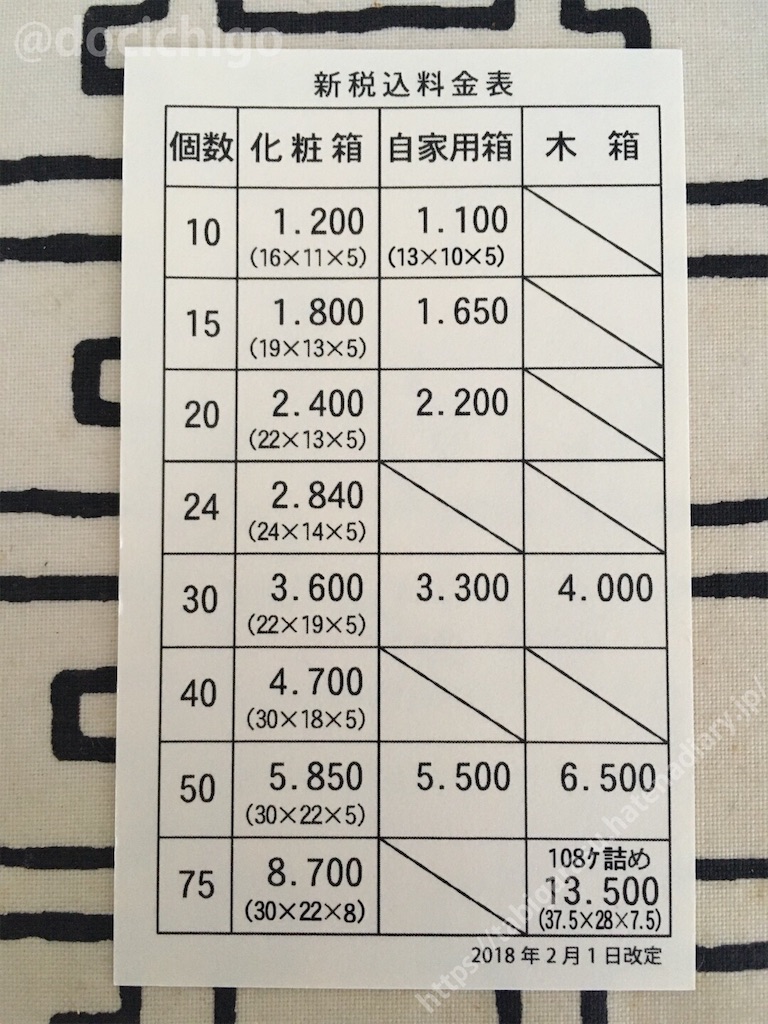 @docichigo
新税込料金表
個数 化粧箱 自家用箱 木箱
10 1.200 1.100
(16×11×5) (13×10×5)
15 1.800 1.650
(19×13×5)
20 2.400 2.200
(22×13×5)
24 2.840
(24×14×5)
30 3.600 3.300 4.000
(22×19×5)
40 4.700
(30×18×5)
50 5.850 5.500 6.500
(30×22×5)
75 8.700 108ケ詰め
13.500
(30×22×8) (37.5×28×7.5)
2018年2月1日改定